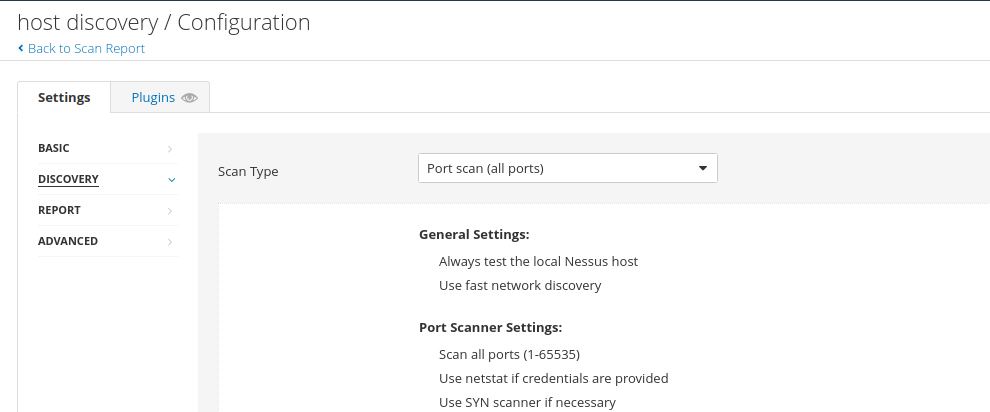 host discovery / Configuration
Back to Scan Report
Settings
Plugins
BASIC
DISCOVERY
REPORT
ADVANCED
Scan Type
Port scan (all ports)
General Settings:
Always test the local Nessus host
Use fast network discovery
Port Scanner Settings:
Scan all ports (1-65535)
Use netstat if credentials are provided
Use SYN scanner if necessary